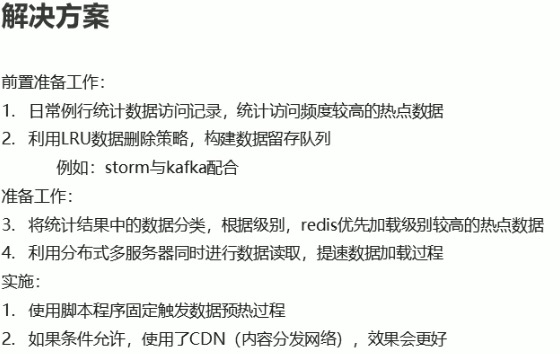 解决方案
前置准备工作：
1. 日常例行统计数据访问记录，统计访问频度较高的热点数据
2. 利用LRU数据删除策略，构建数据留存队列
例如：storm与kafka配合
准备工作：
3. 将统计结果中的数据分类，根据级别，redis优先加载级别较高的热点数据
4. 利用分布式多服务器同时进行数据读取，提速数据加载过程
实施：
1. 使用脚本程序固定触发数据预热过程
2. 如果条件允许，使用了CDN（内容分发网络），效果会更好